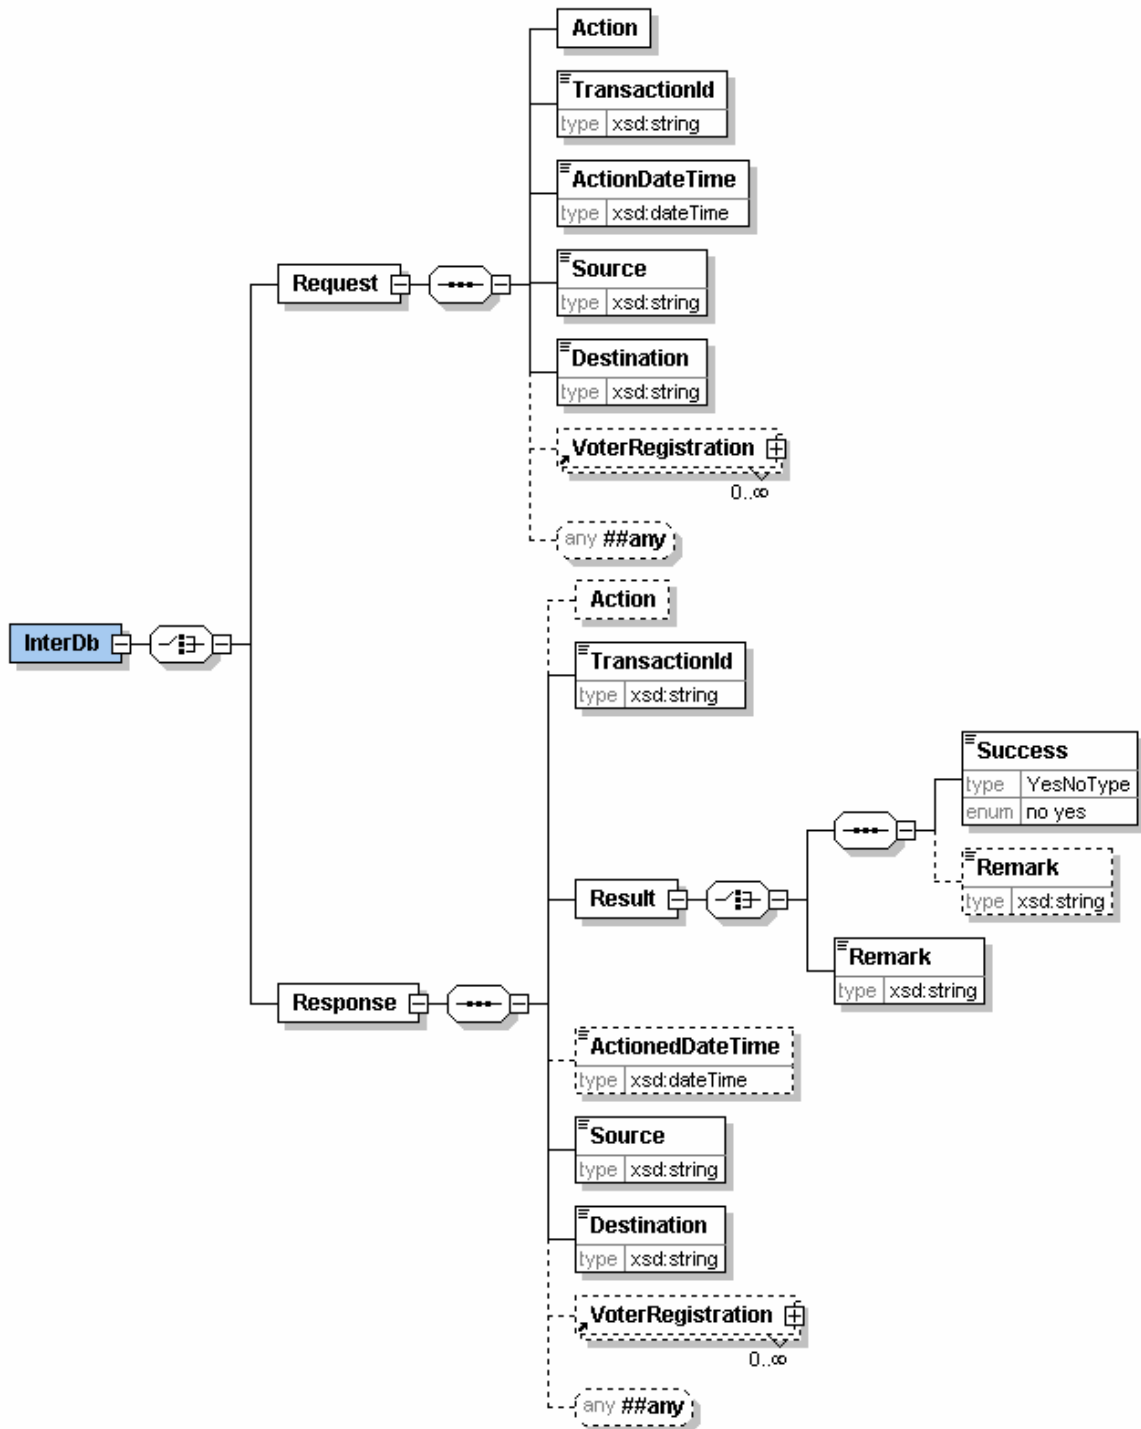 Action
TransactionId
type xsd:string
ActionDateTime
type xsd:dateTime
Source
type xsd:string
Request
Destination
type xsd:string
VoterRegistration
0..∞
any ##any
Action
InterDb
TransactionId
type xsd:string
Success
type YesNoType
enum no yes
Remark
type xsd:string
Result
Remark
type xsd:string
Response
ActionedDateTime
type xsd:dateTime
Source
type xsd:string
Destination
type xsd:string
VoterRegistration
0..∞
any ##any